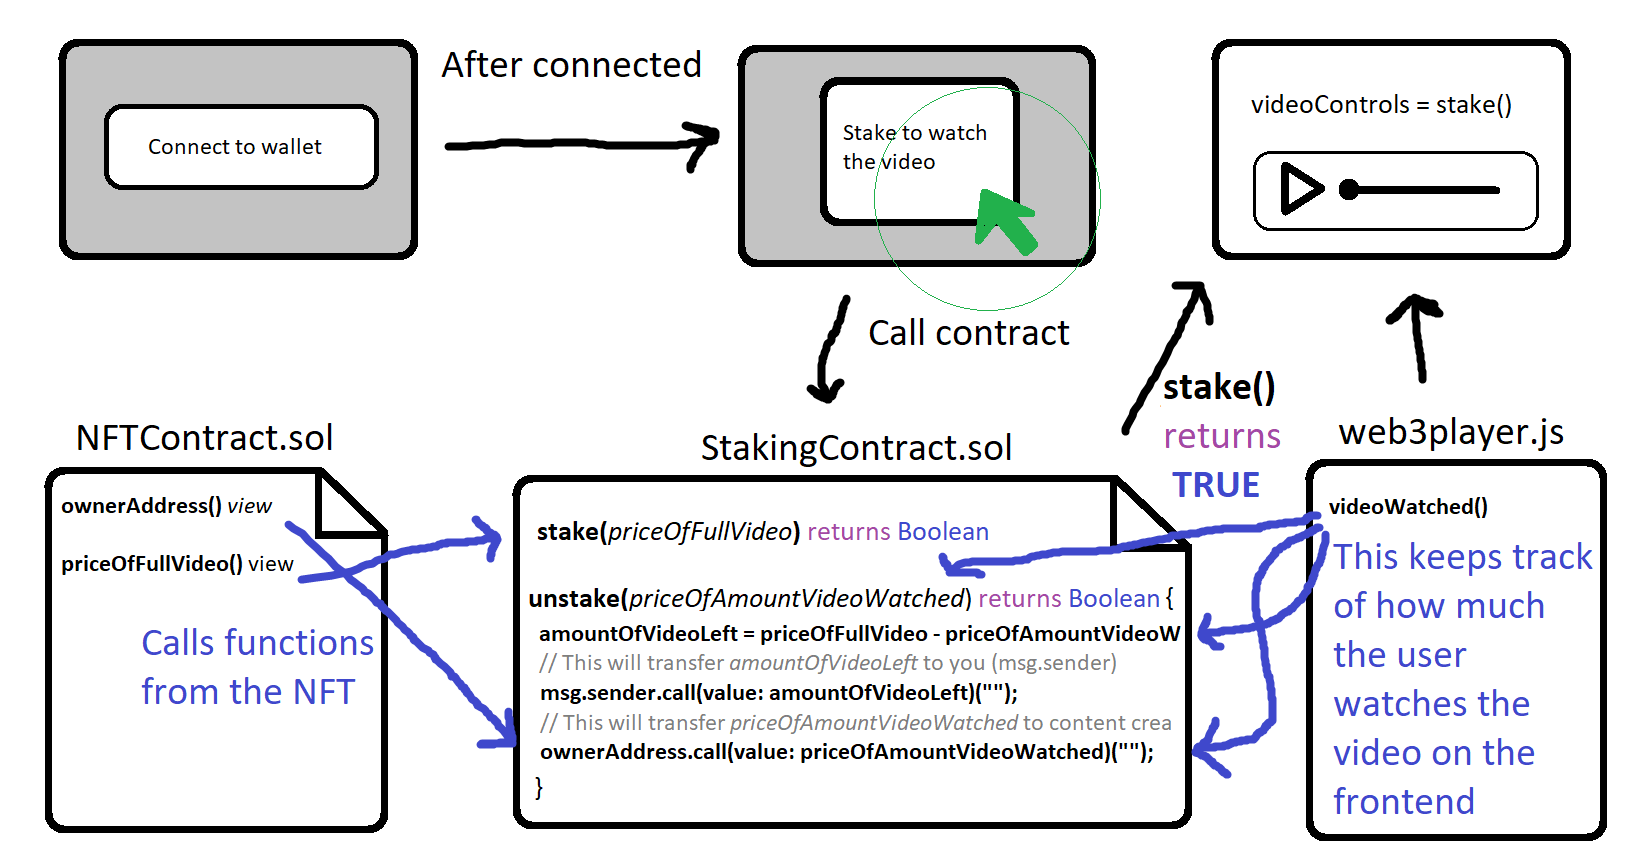 Connect to wallet
After connected
Stake to watch
the video
videoControls = stake()
Call contract
stake()
returns
TRUE
NFTContract.sol
ownerAddress() view
priceOfFullVideo() view
Calls functions
from the NFT
StakingContract.sol
stake(priceOfFullVideo) returns Boolean
unstake(priceOfAmountVideoWatched) returns Boolean {
amountOfVideoLeft = priceOfFullVideo - priceOfAmountVideoW
// This will transfer amountOfVideoLeft to you (msg.sender)
msg.sender.call(value: amountOfVideoLeft)("");
// This will transfer priceOfAmountVideoWatched to content crea
ownerAddress.call(value: priceOfAmountVideoWatched)("");
}
web3player.js
videoWatched()
This keeps track
of how much
the user
watches the
video on the
frontend